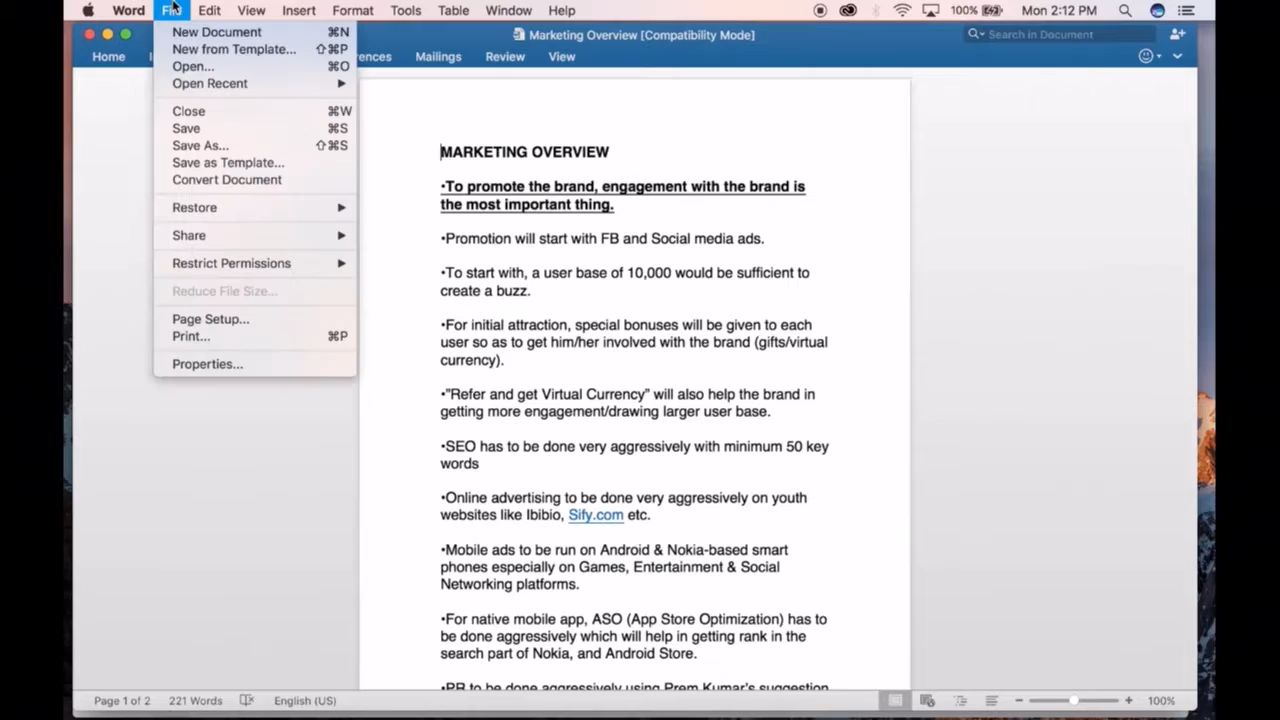 Word File Edit View Insert Format Tools Table Window Help 100% Mon 2:12 PM
Marketing Overview [Compatibility Mode] Search in Document
Home ences Mailings Review View
New Document ⌘N
New from Template... ⇧⌘P
Open... ⌘O
Open Recent
Close ⌘W
Save ⌘S
Save As... ⇧⌘S
Save as Template...
Convert Document
Restore
Share
Restrict Permissions
Reduce File Size...
Page Setup...
Print... ⌘P
Properties...
MARKETING OVERVIEW
•To promote the brand, engagement with the brand is
the most important thing.
•Promotion will start with FB and Social media ads.
•To start with, a user base of 10,000 would be sufficient to
create a buzz.
•For initial attraction, special bonuses will be given to each
user so as to get him/her involved with the brand (gifts/virtual
currency).
•"Refer and get Virtual Currency" will also help the brand in
getting more engagement/drawing larger user base.
•SEO has to be done very aggressively with minimum 50 key
words
•Online advertising to be done very aggressively on youth
websites like Ibibio, Sify.com etc.
•Mobile ads to be run on Android & Nokia-based smart
phones especially on Games, Entertainment & Social
Networking platforms.
•For native mobile app, ASO (App Store Optimization) has to
be done aggressively which will help in getting rank in the
search part of Nokia, and Android Store.
•PR to be done aggressively using Prem Kumar's suggestion
Page 1 of 2 221 Words English (US) 100%